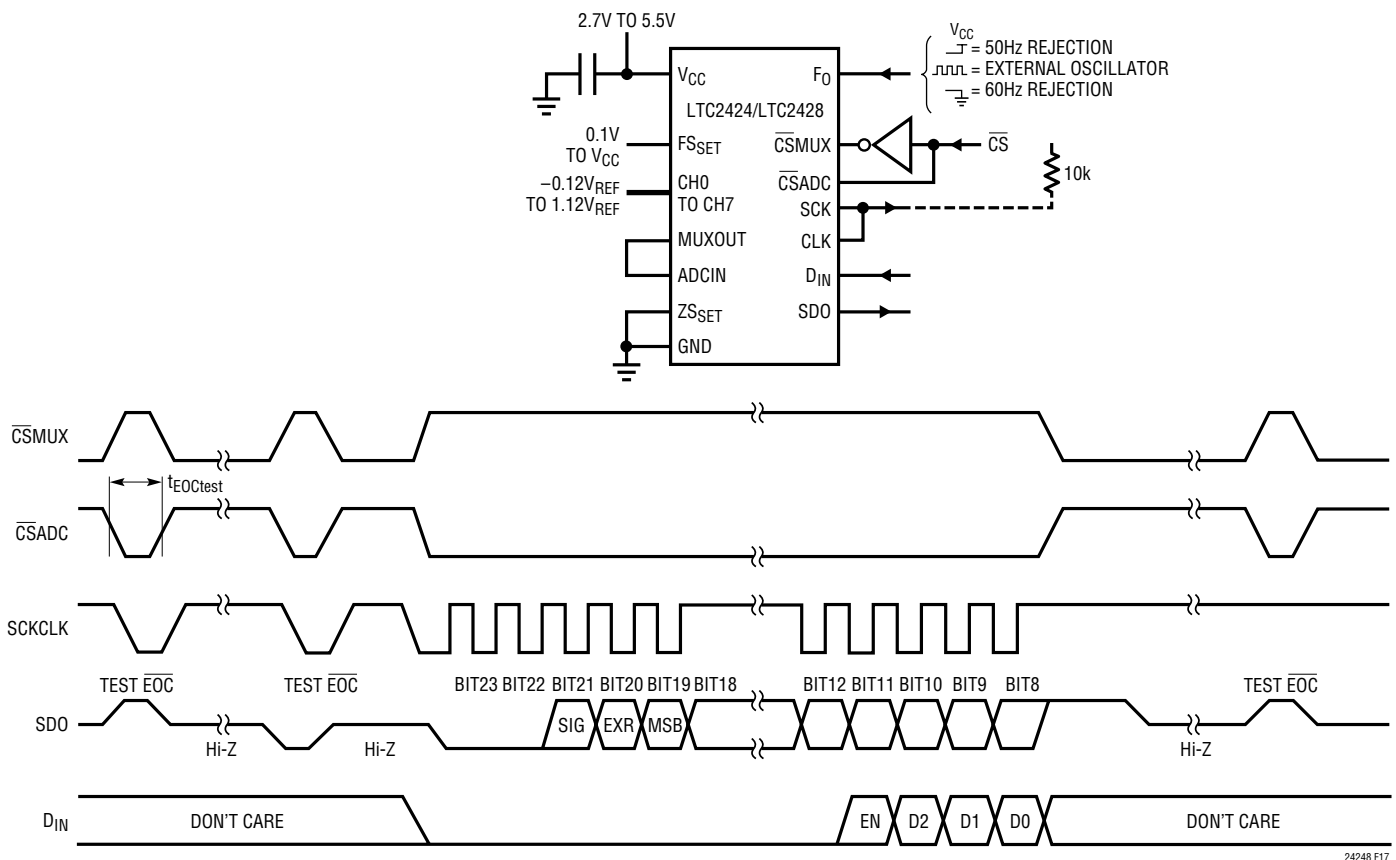 2.7V TO 5.5V
VCC
= 50Hz REJECTION
= EXTERNAL OSCILLATOR
= 60Hz REJECTION
VCC
FO
LTC2424/LTC2428
0.1V
TO VCC
FSSET
CSMUX
CS
–0.12VREF
TO 1.12VREF
CH0
TO CH7
CSADC
10k
SCK
MUXOUT
CLK
ADCIN
DIN
ZSSET
SDO
GND
CSMUX
tEOCtest
CSADC
SCKCLK
TEST EOC
TEST EOC
BIT23 BIT22 BIT21 BIT20 BIT19 BIT18
BIT12 BIT11 BIT10 BIT9 BIT8
TEST EOC
SDO
SIG EXR MSB
Hi-Z
Hi-Z
Hi-Z
DIN
DON'T CARE
EN D2 D1 D0
DON'T CARE
24248 F17